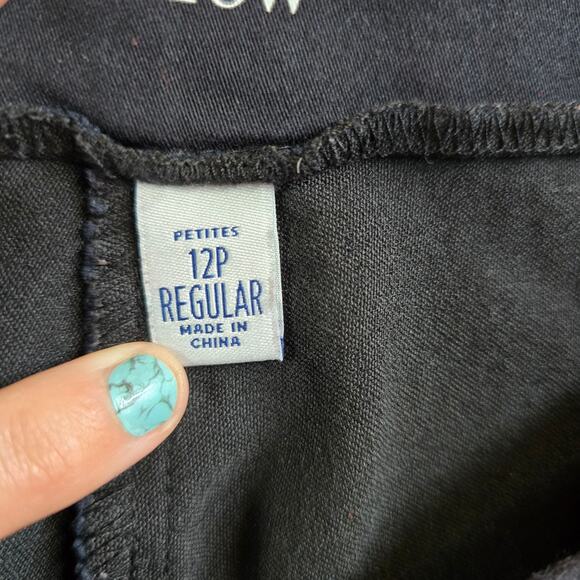 PETITES
12P
REGULAR
MADE IN
CHINA